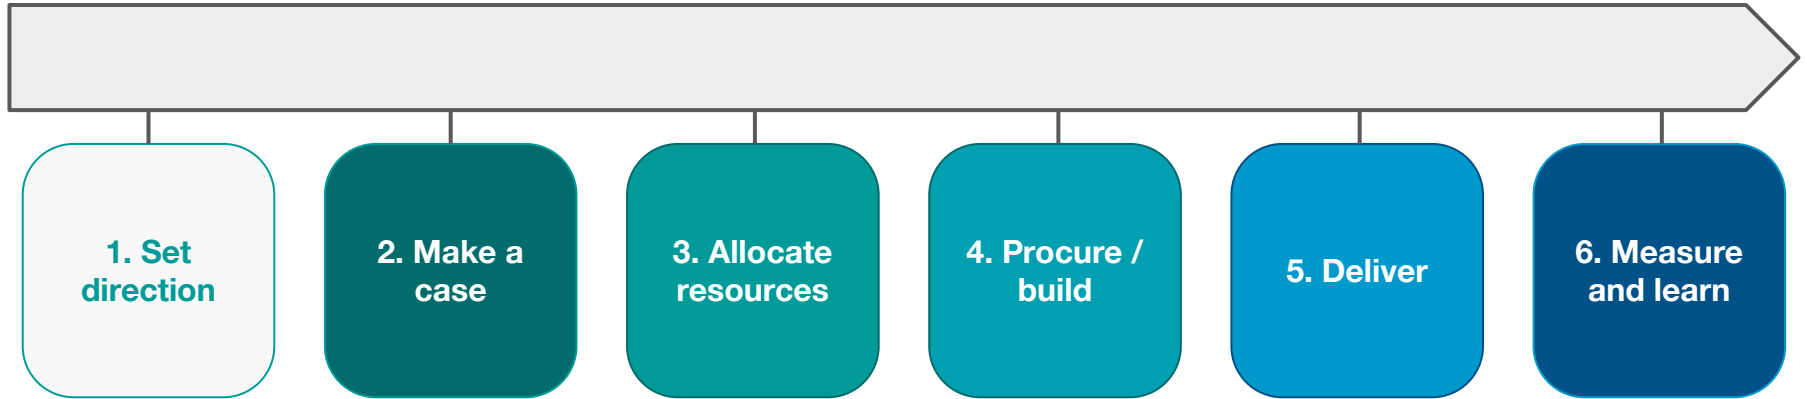 1. Set
direction
2. Make a
case
3. Allocate
resources
4. Procure /
build
5. Deliver
6. Measure
and learn